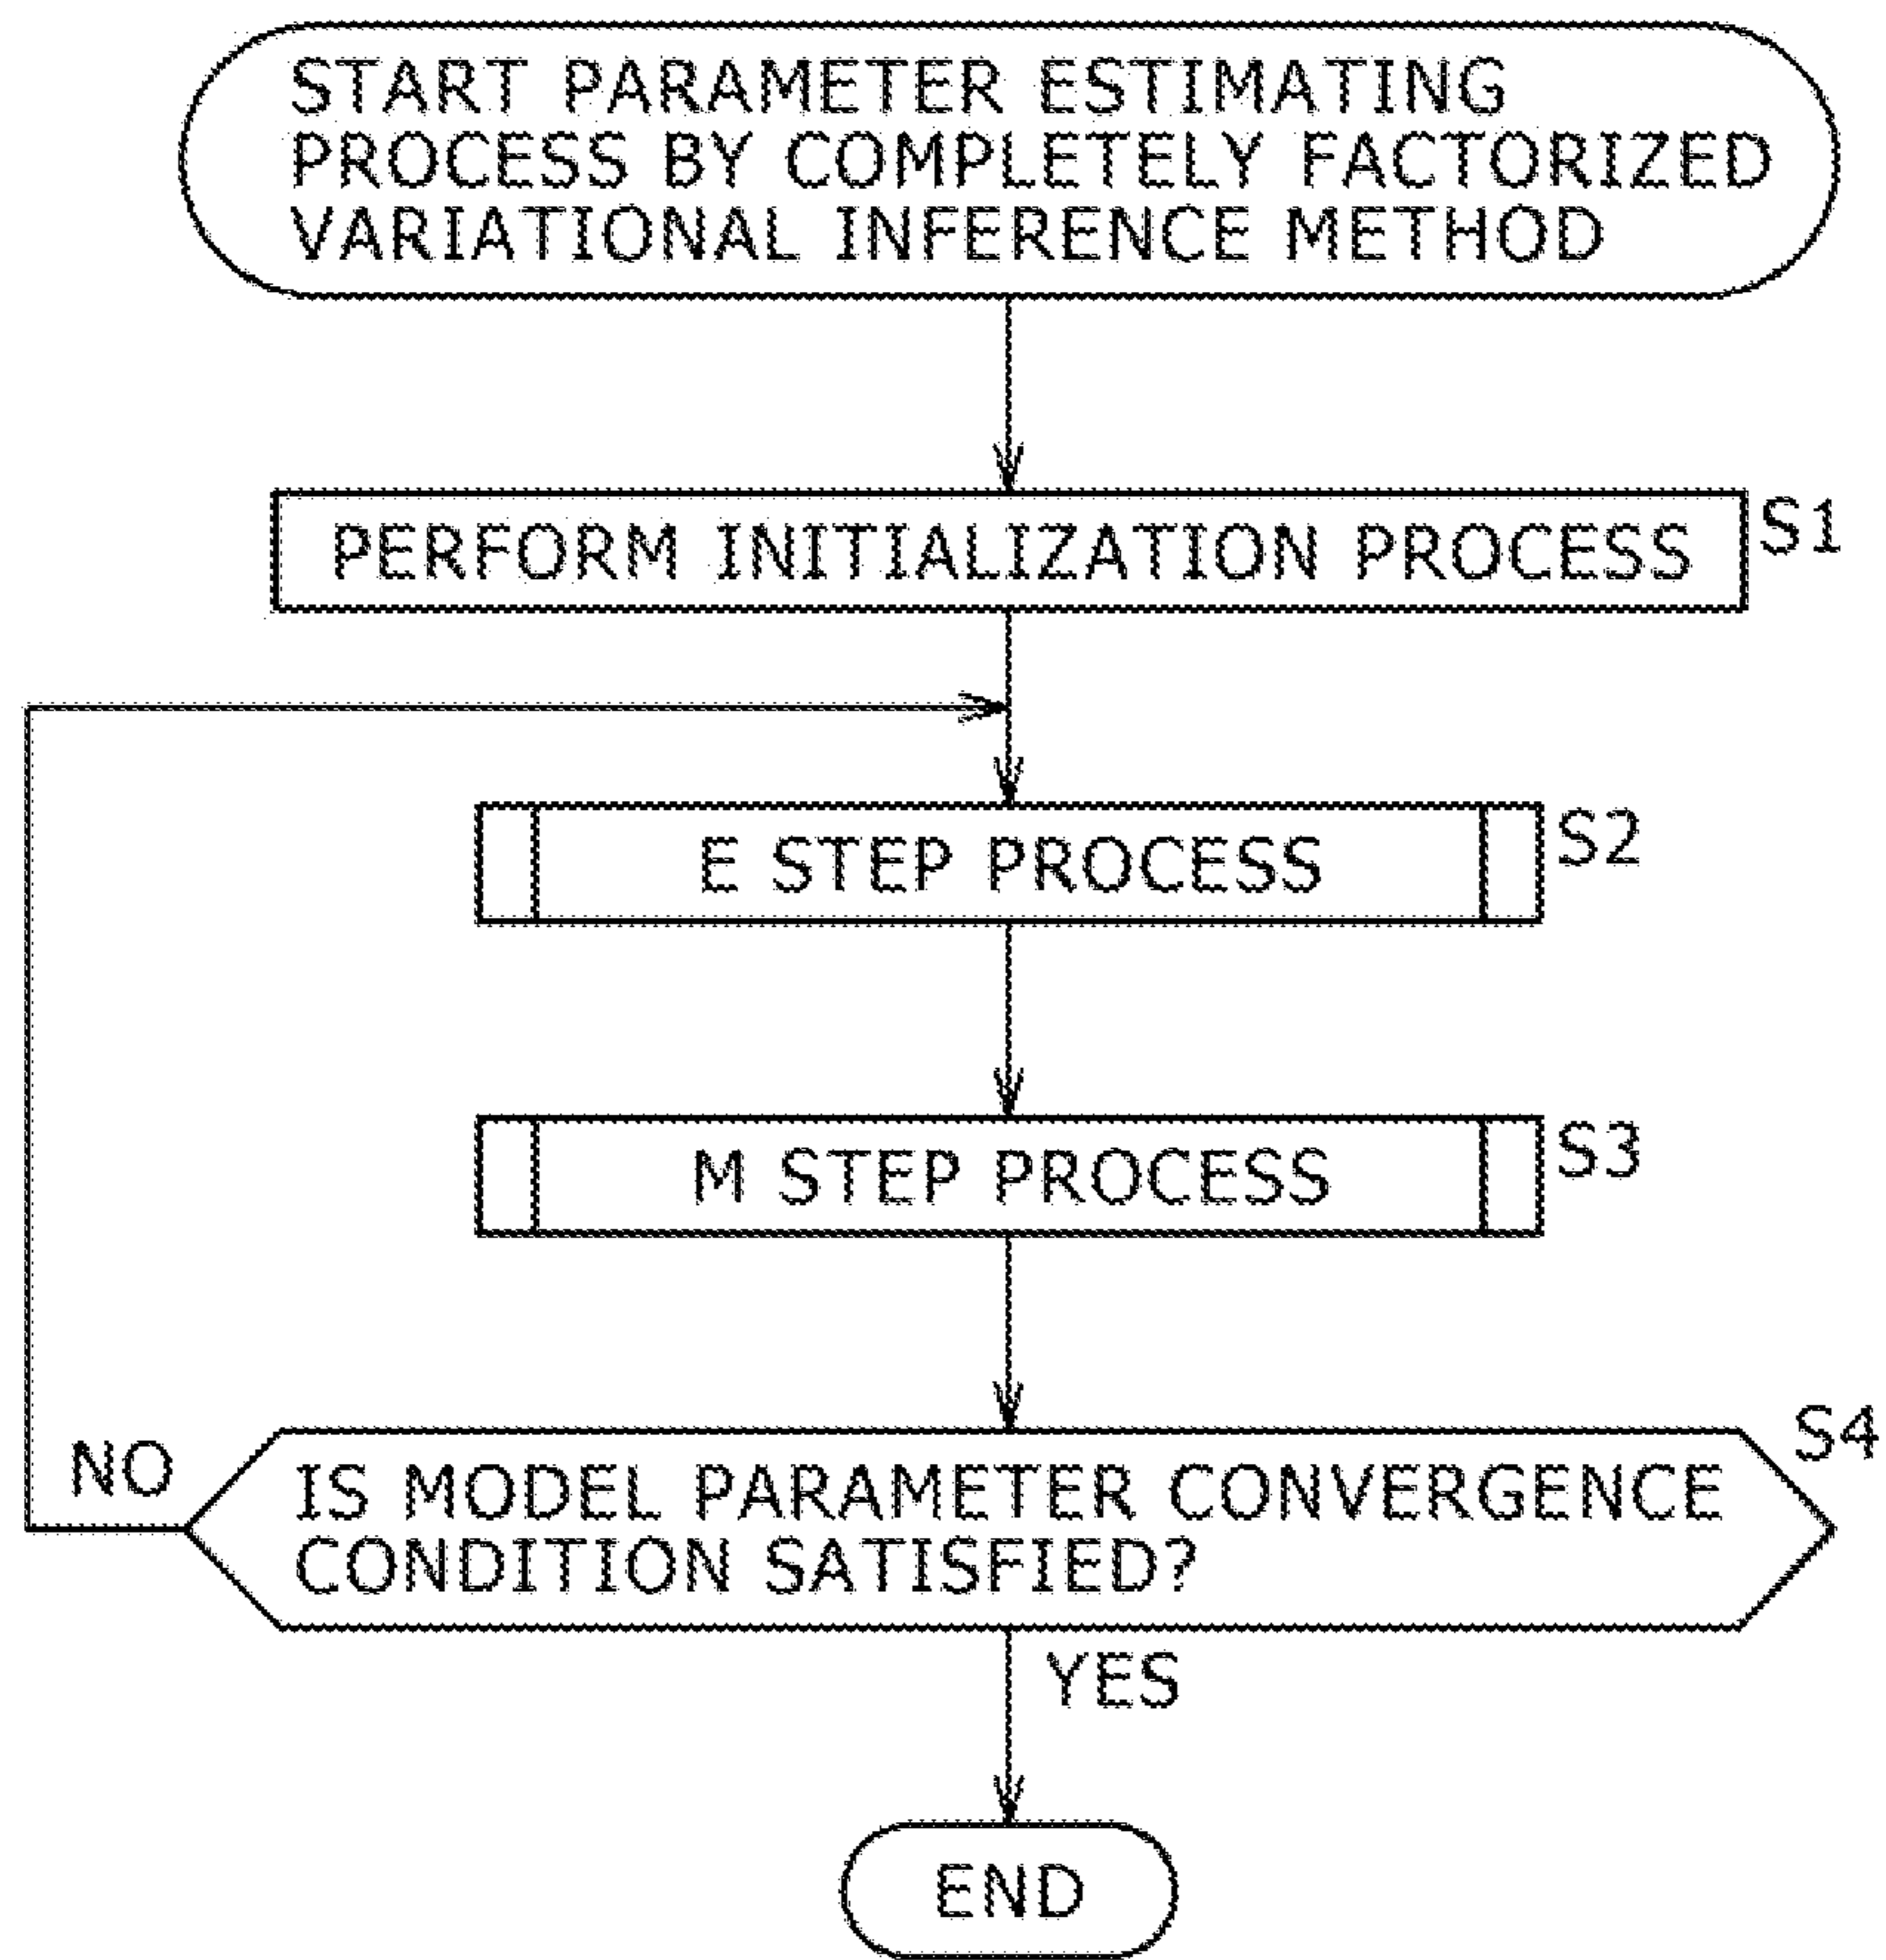 START PARAMETER ESTIMATING
PROCESS BY COMPLETELY FACTORIZED
VARIATIONAL INFERENCE METHOD
PERFORM INITIALIZATION PROCESS
S1
E STEP PROCESS
S2
M STEP PROCESS
S3
S4
NO
IS MODEL PARAMETER CONVERGENCE
CONDITION SATISFIED?
YES
END